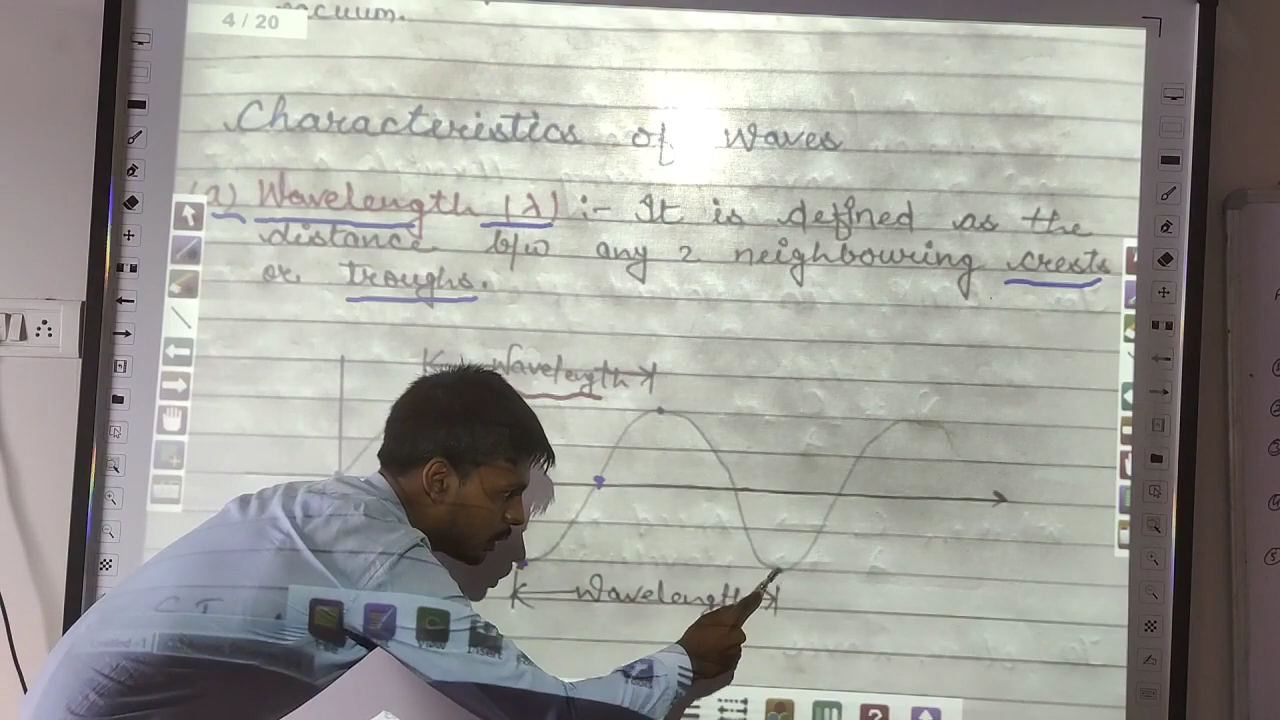 vacuum.
4 / 20
Characteristics of waves
(a) Wavelength (λ) :- It is defined as the
distance b/w any 2 neighbouring crests
or troughs.
Wavelength
Wavelength